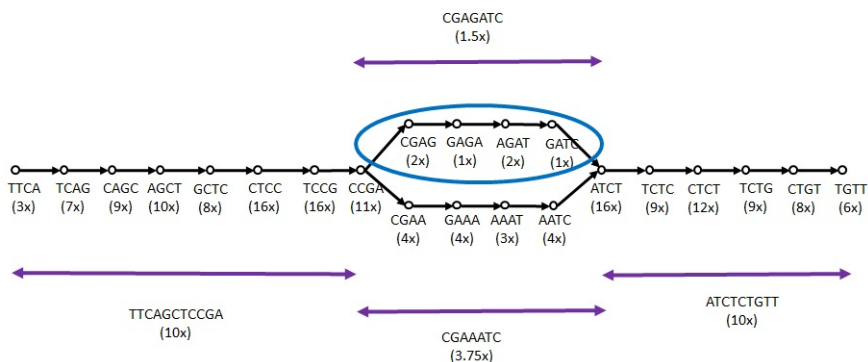 CGAGATC
(1.5x)
CGAG GAGA AGAT GATC
(2x) (1x) (2x) (1x)
TTCA TCAG CAGC AGCT GCTC CTCC TCCG CCGA ATCT TCTC CTCT TCTG CTGT TGTT
(3x) (7x) (9x) (10x) (8x) (16x) (16x) (11x) (16x) (9x) (12x) (9x) (8x) (6x)
CGAA GAAA AAAT AATC
(4x) (4x) (3x) (4x)
TTCAGCTCCGA
(10x)
CGAAATC
(3.75x)
ATCTCTGTT
(10x)